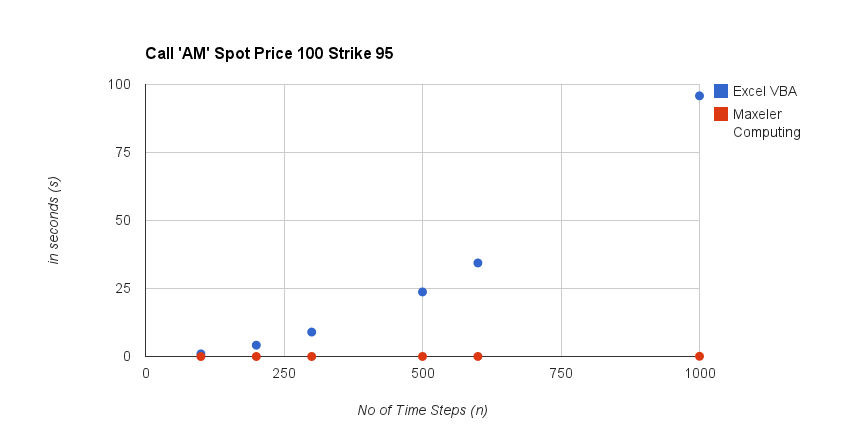 Call 'AM' Spot Price 100 Strike 95
100
75
50
25
0
in seconds (s)
0 250 500 750 1000
No of Time Steps (n)
Excel VBA
Maxeler
Computing